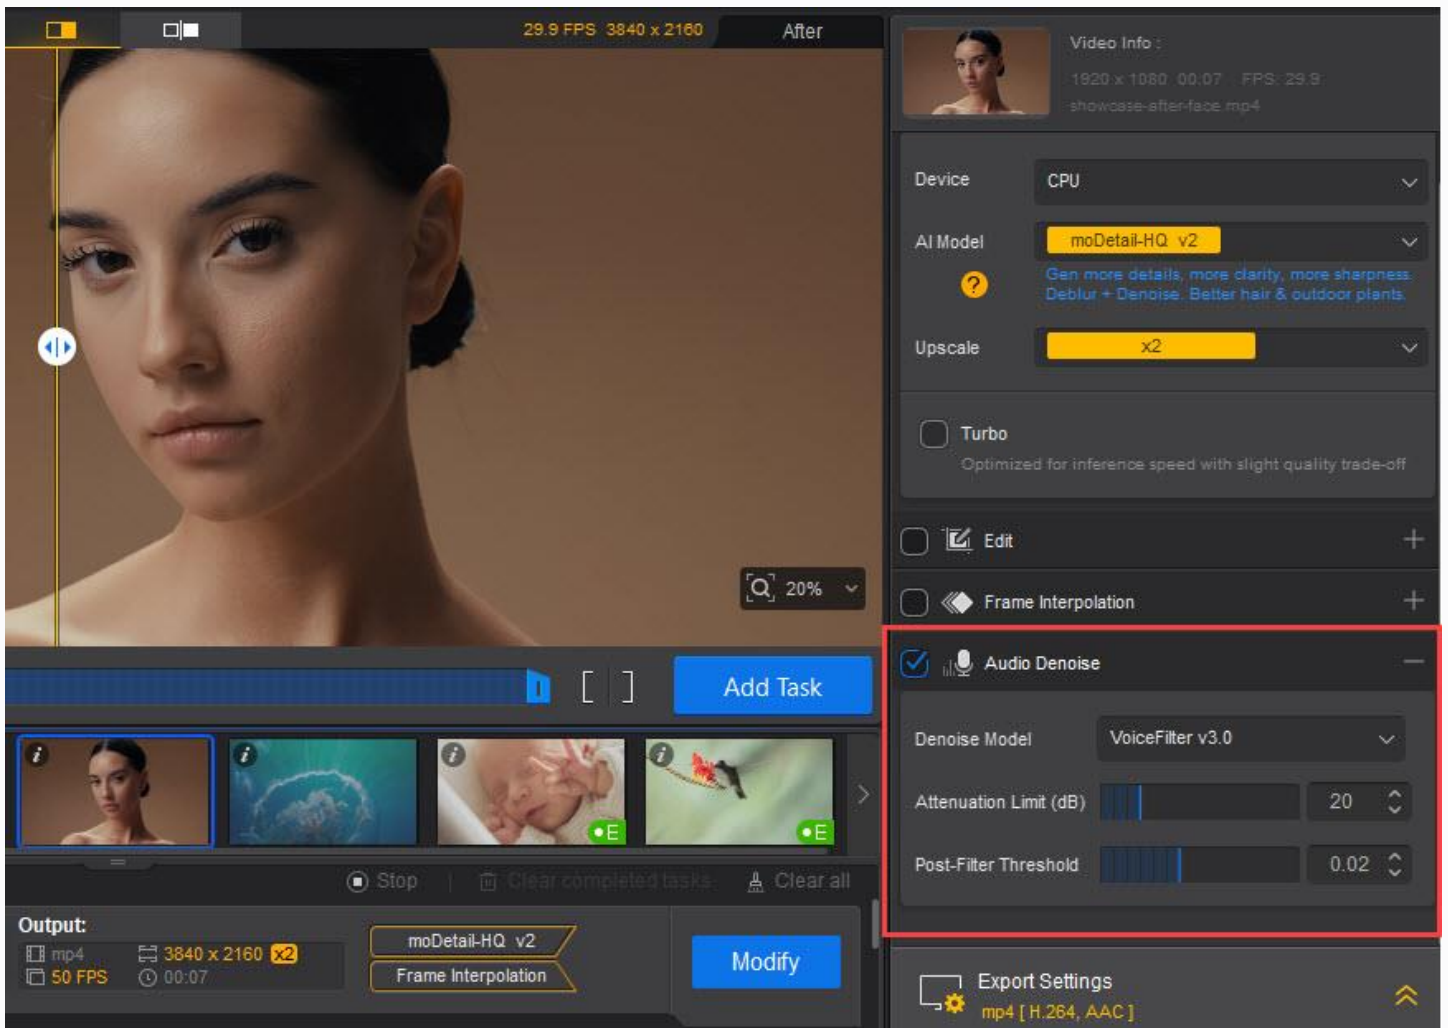 29.9 FPS 3840 x 2160
After
Video Info :
1920 x 1080 00:07 FPS: 29.9
showcase-after-face.mp4
Device
CPU
AI Model
moDetail-HQ v2
?
Gen more details, more clarity, more sharpness.
Deblur + Denoise. Better hair & outdoor plants.
Upscale
x2
Turbo
Optimized for inference speed with slight quality trade-off
20%
Edit
Frame Interpolation
Audio Denoise
Add Task
Denoise Model
VoiceFilter v3.0
Attenuation Limit (dB)
20
Post-Filter Threshold
0.02
i
i
i
i
E
E
Stop
Clear completed tasks
Clear all
Output:
mp4
3840 x 2160 x2
50 FPS
00:07
moDetail-HQ v2
Frame Interpolation
Modify
Export Settings
mp4 [ H.264, AAC ]